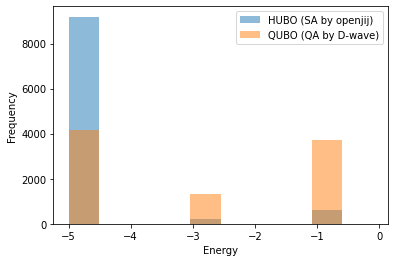 HUBO (SA by openjij)
QUBO (QA by D-wave)
8000
6000
4000
2000
0
Frequency
−5 −4 −3 −2 −1 0
Energy